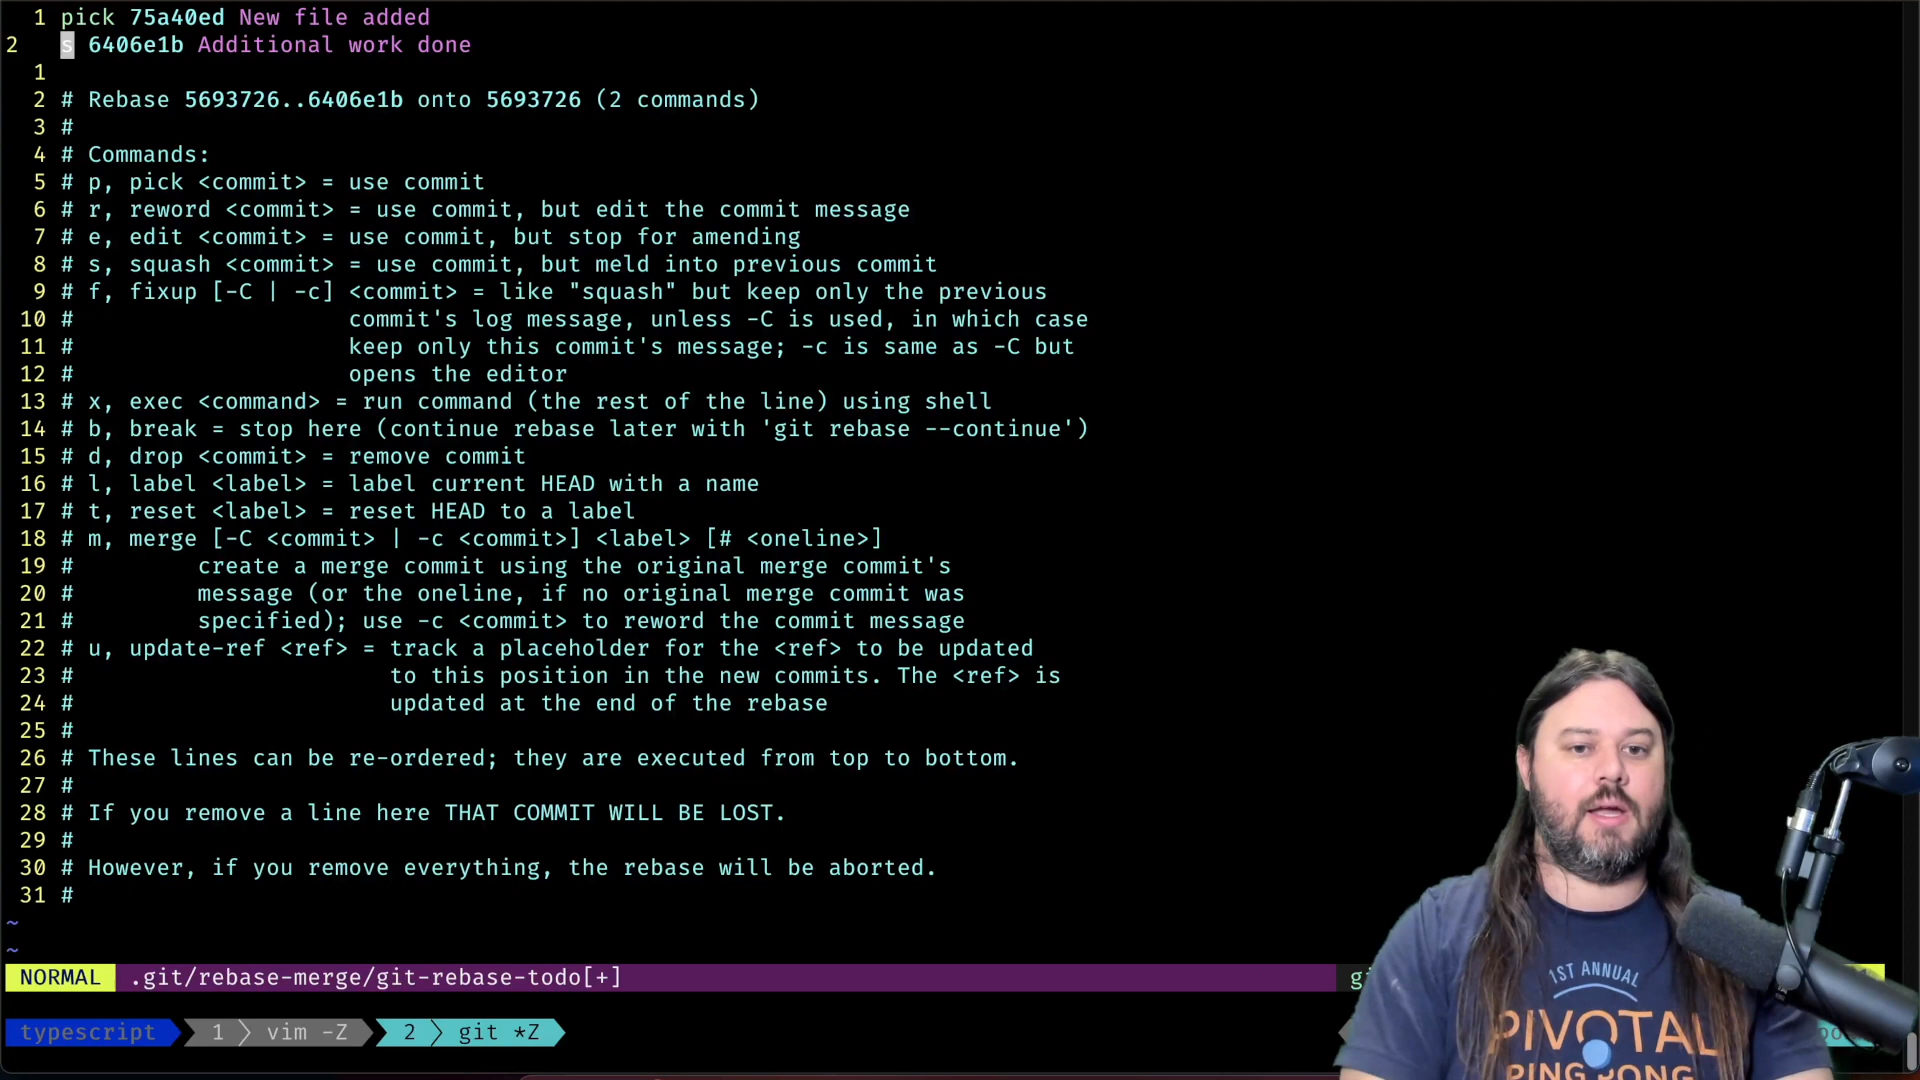 1 pick 75a40ed New file added
2 s 6406e1b Additional work done
1
2 # Rebase 5693726..6406e1b onto 5693726 (2 commands)
3 #
4 # Commands:
5 # p, pick <commit> = use commit
6 # r, reword <commit> = use commit, but edit the commit message
7 # e, edit <commit> = use commit, but stop for amending
8 # s, squash <commit> = use commit, but meld into previous commit
9 # f, fixup [-C | -c] <commit> = like "squash" but keep only the previous
10 # commit's log message, unless -C is used, in which case
11 # keep only this commit's message; -c is same as -C but
12 # opens the editor
13 # x, exec <command> = run command (the rest of the line) using shell
14 # b, break = stop here (continue rebase later with 'git rebase --continue')
15 # d, drop <commit> = remove commit
16 # l, label <label> = label current HEAD with a name
17 # t, reset <label> = reset HEAD to a label
18 # m, merge [-C <commit> | -c <commit>] <label> [# <oneline>]
19 # create a merge commit using the original merge commit's
20 # message (or the oneline, if no original merge commit was
21 # specified); use -c <commit> to reword the commit message
22 # u, update-ref <ref> = track a placeholder for the <ref> to be updated
23 # to this position in the new commits. The <ref> is
24 # updated at the end of the rebase
25 #
26 # These lines can be re-ordered; they are executed from top to bottom.
27 #
28 # If you remove a line here THAT COMMIT WILL BE LOST.
29 #
30 # However, if you remove everything, the rebase will be aborted.
31 #
~
~
NORMAL .git/rebase-merge/git-rebase-todo[+]
typescript 1 vim -Z 2 git *Z
1ST ANNUAL
PIVOTAL
PING PONG